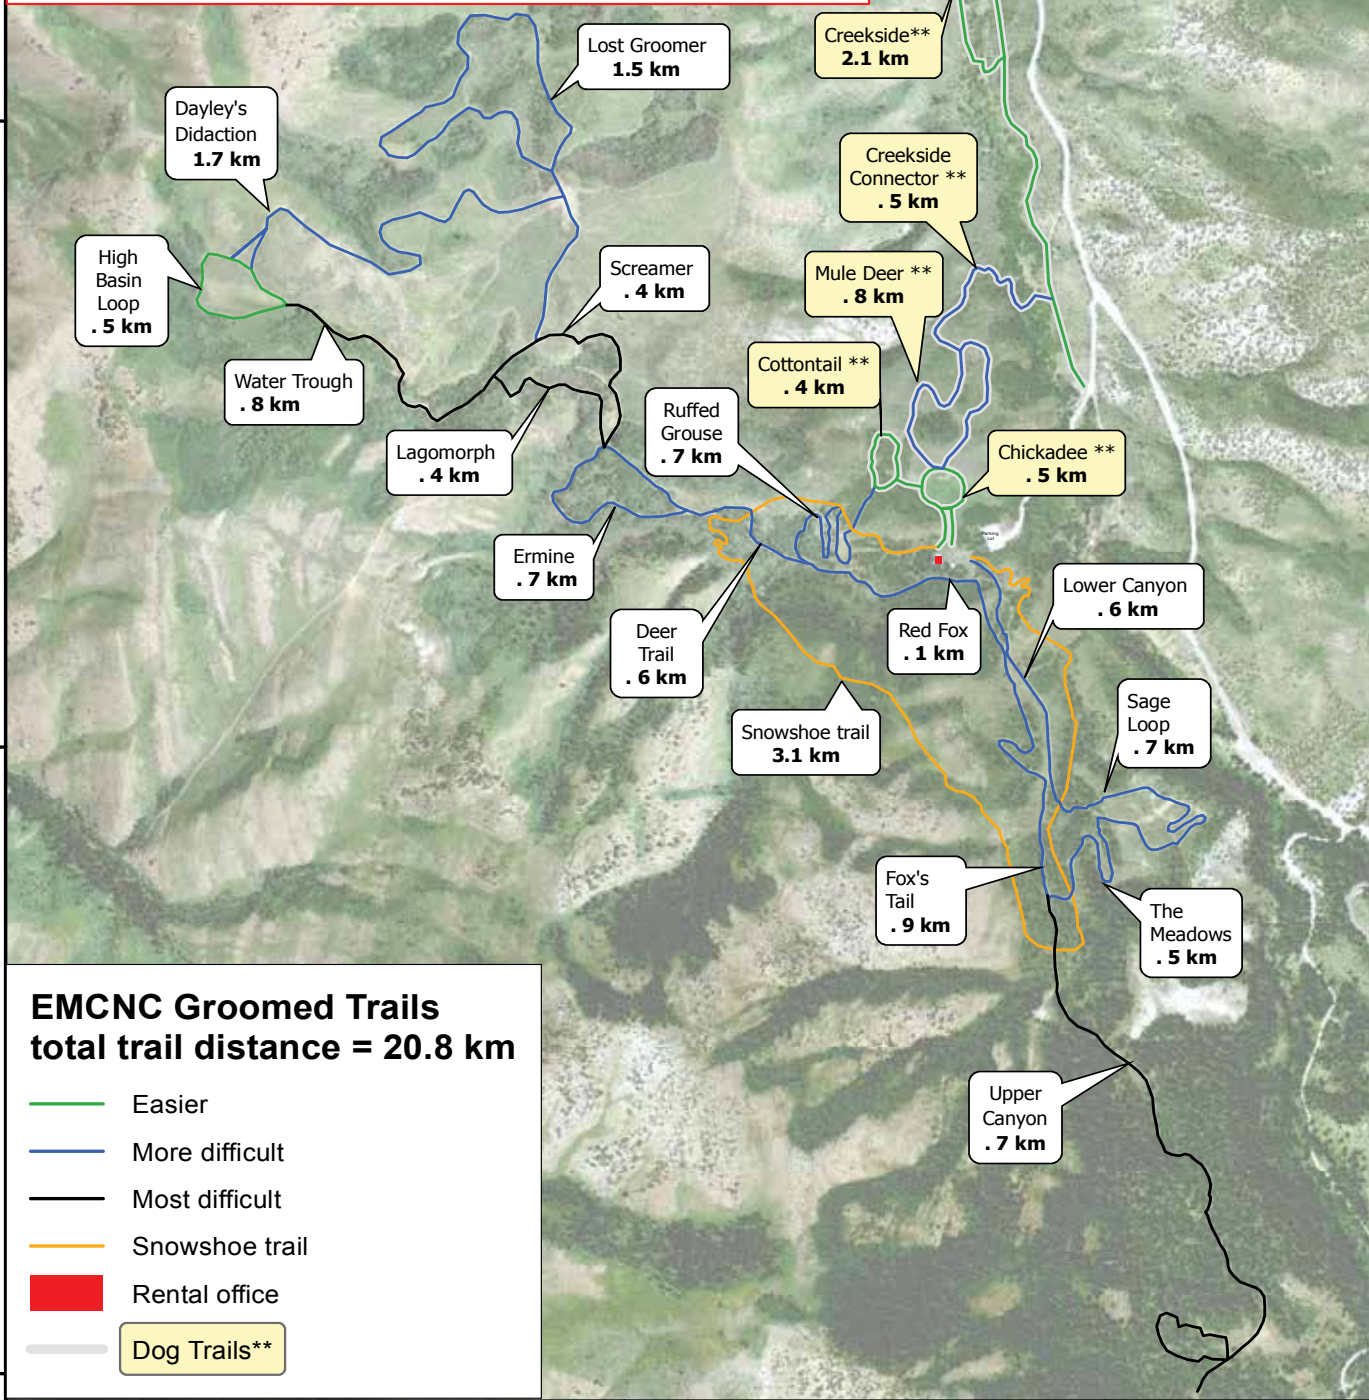 Lost Groomer
1.5 km
Creekside**
2.1 km
Dayley's
Didaction
1.7 km
Creekside
Connector **
. 5 km
High
Basin
Loop
. 5 km
Screamer
. 4 km
Mule Deer **
. 8 km
Water Trough
. 8 km
Cottontail **
. 4 km
Ruffed
Grouse
. 7 km
Lagomorph
. 4 km
Chickadee **
. 5 km
Parking
Lot
Ermine
. 7 km
Lower Canyon
. 6 km
Deer
Trail
. 6 km
Red Fox
. 1 km
Snowshoe trail
3.1 km
Sage
Loop
. 7 km
Fox's
Tail
. 9 km
The
Meadows
. 5 km
Upper
Canyon
. 7 km
EMCNC Groomed Trails
total trail distance = 20.8 km
Easier
More difficult
Most difficult
Snowshoe trail
Rental office
Dog Trails**